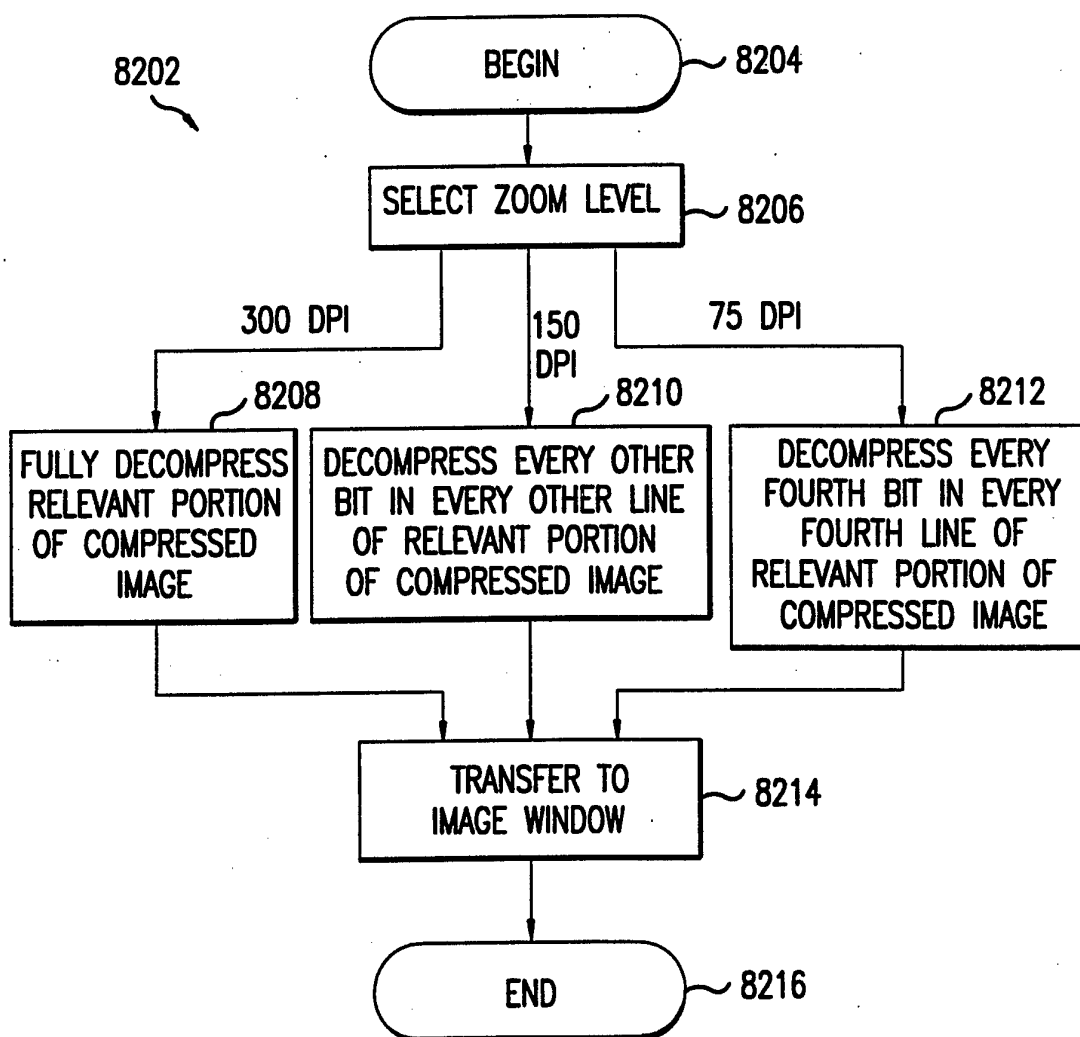 8202
BEGIN
8204
SELECT ZOOM LEVEL
8206
300 DPI
150
DPI
75 DPI
8208
FULLY DECOMPRESS
RELEVANT PORTION
OF COMPRESSED
IMAGE
8210
DECOMPRESS EVERY OTHER
BIT IN EVERY OTHER LINE
OF RELEVANT PORTION
OF COMPRESSED IMAGE
8212
DECOMPRESS EVERY
FOURTH BIT IN EVERY
FOURTH LINE OF
RELEVANT PORTION OF
COMPRESSED IMAGE
TRANSFER TO
IMAGE WINDOW
8214
END
8216